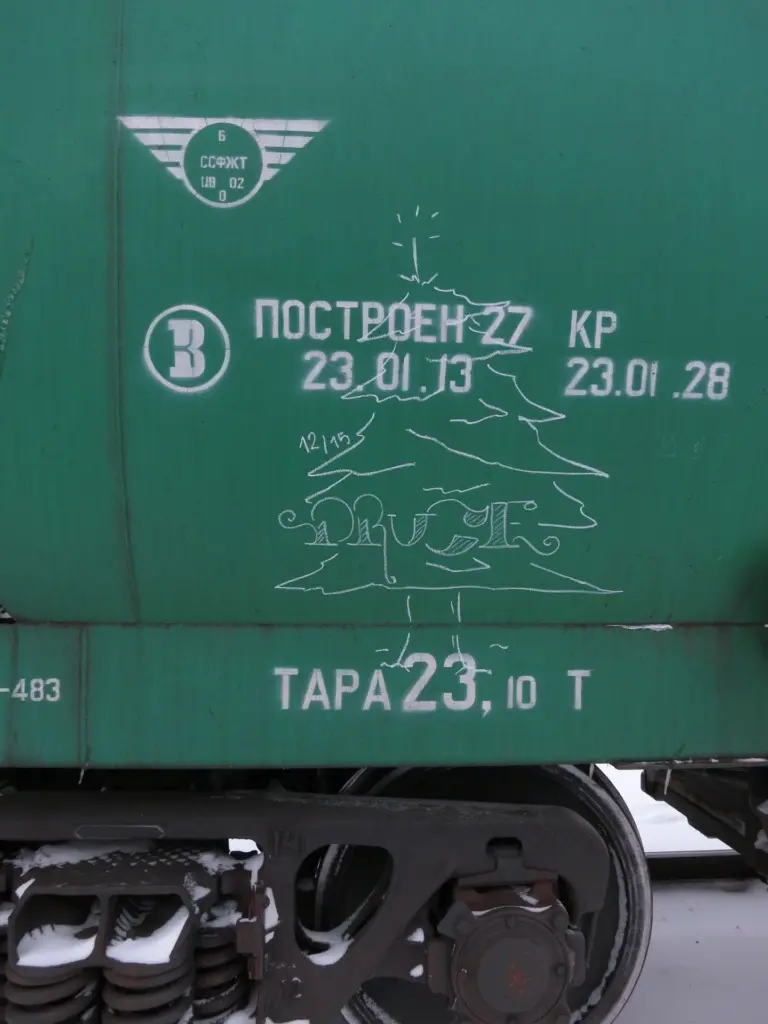 Б
ССФЖТ
UB 02
0
В
ПОСТРОЕН 27
23.01.13
КР
23.01.28
12/15
DRUCE
-483
ТАРА 23,10 Т